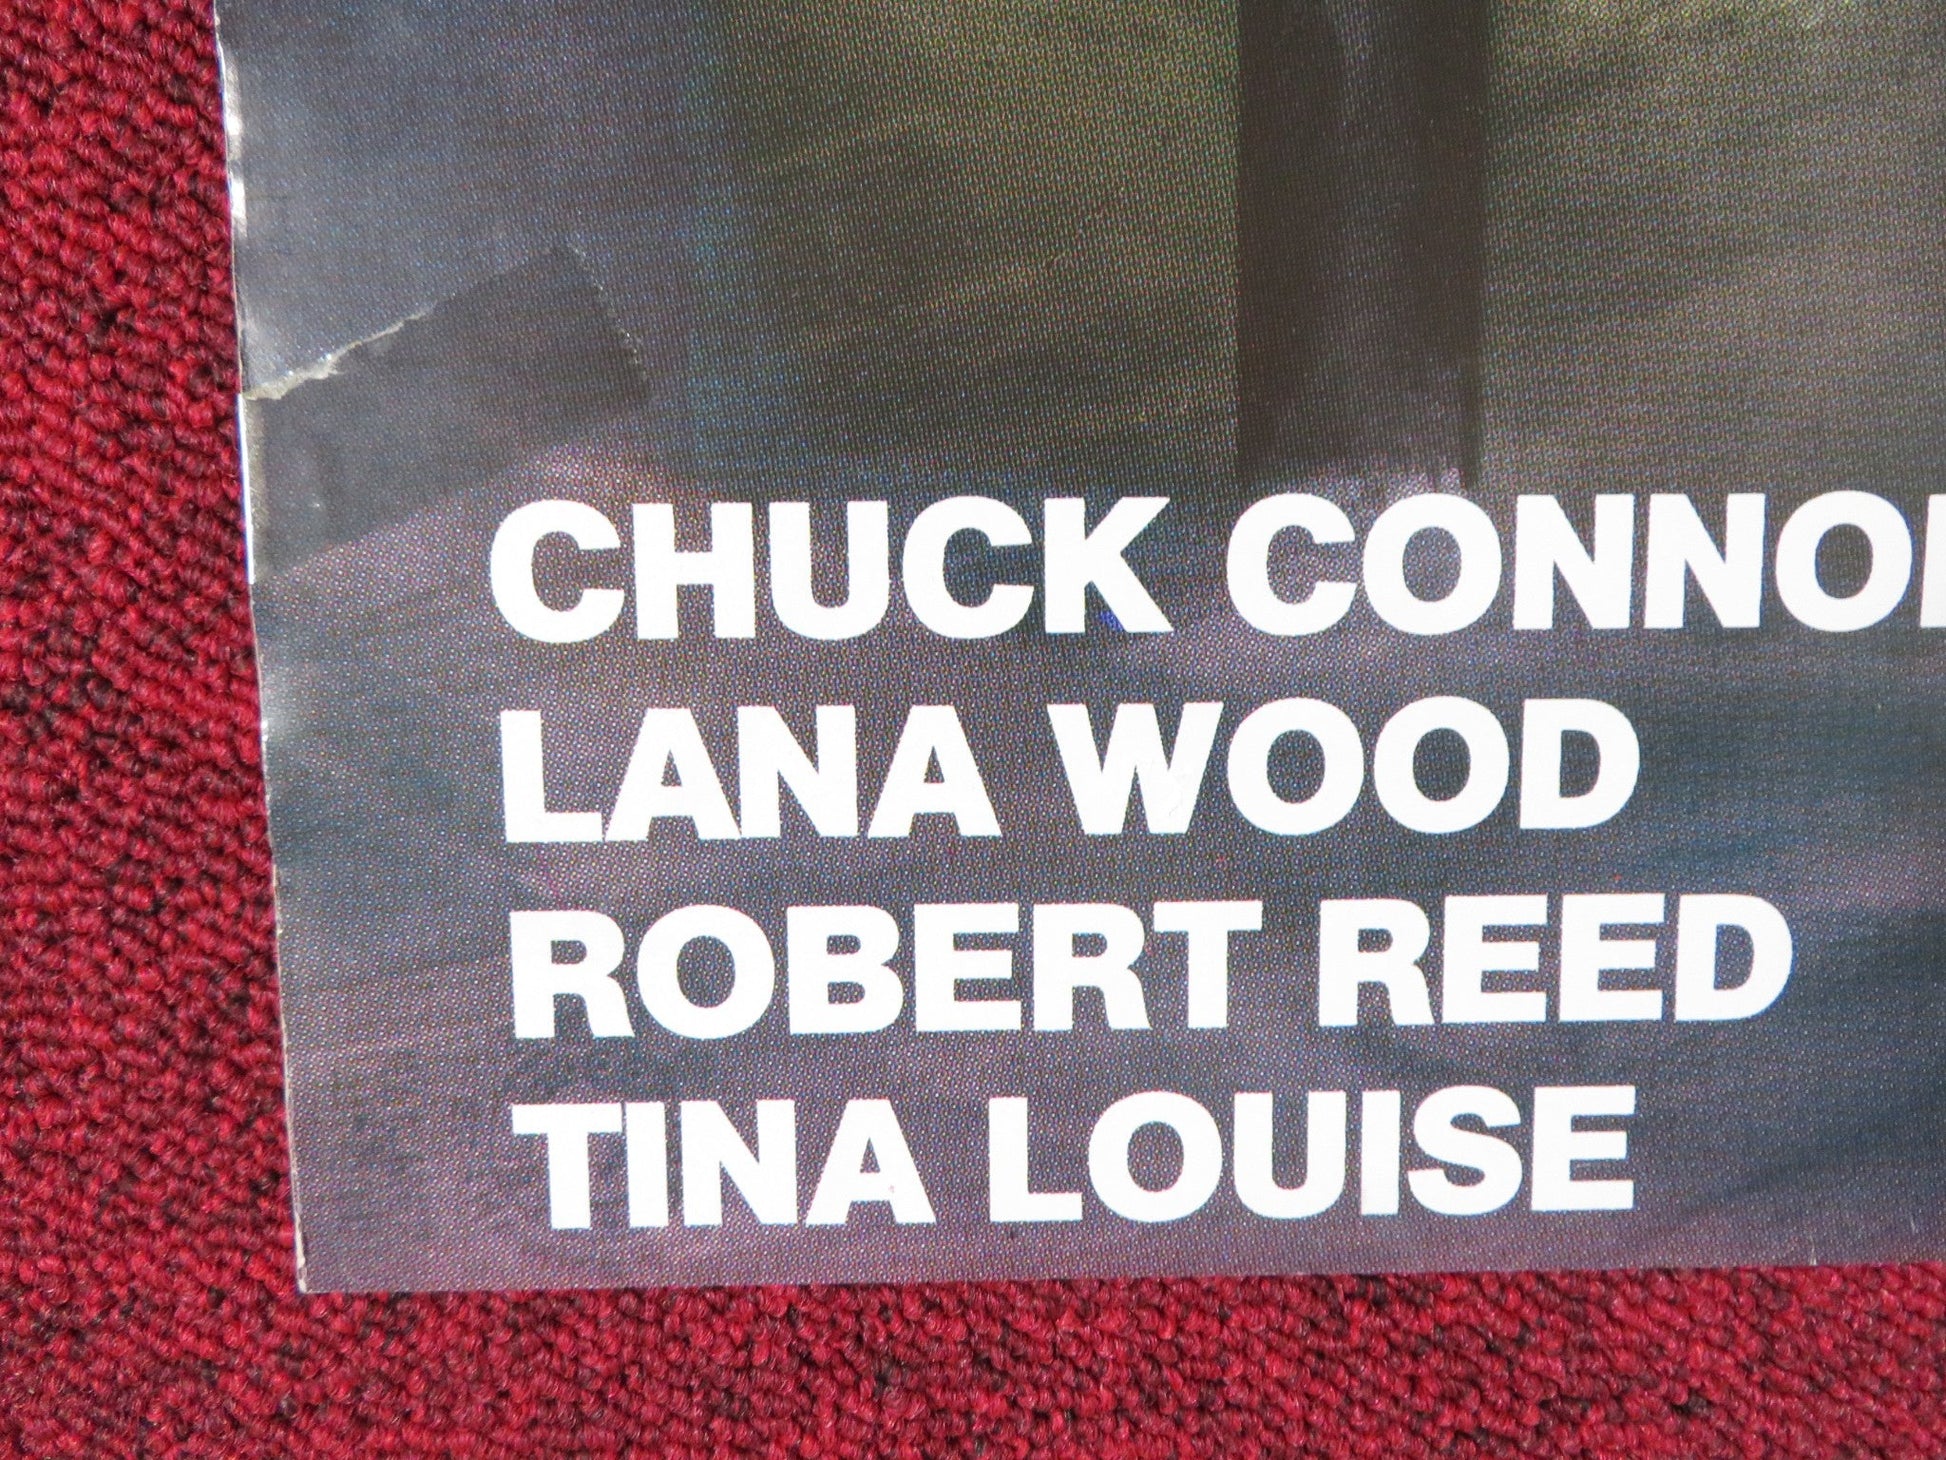 CHUCK CONNO
LANA WOOD
ROBERT REED
TINA LOUISE